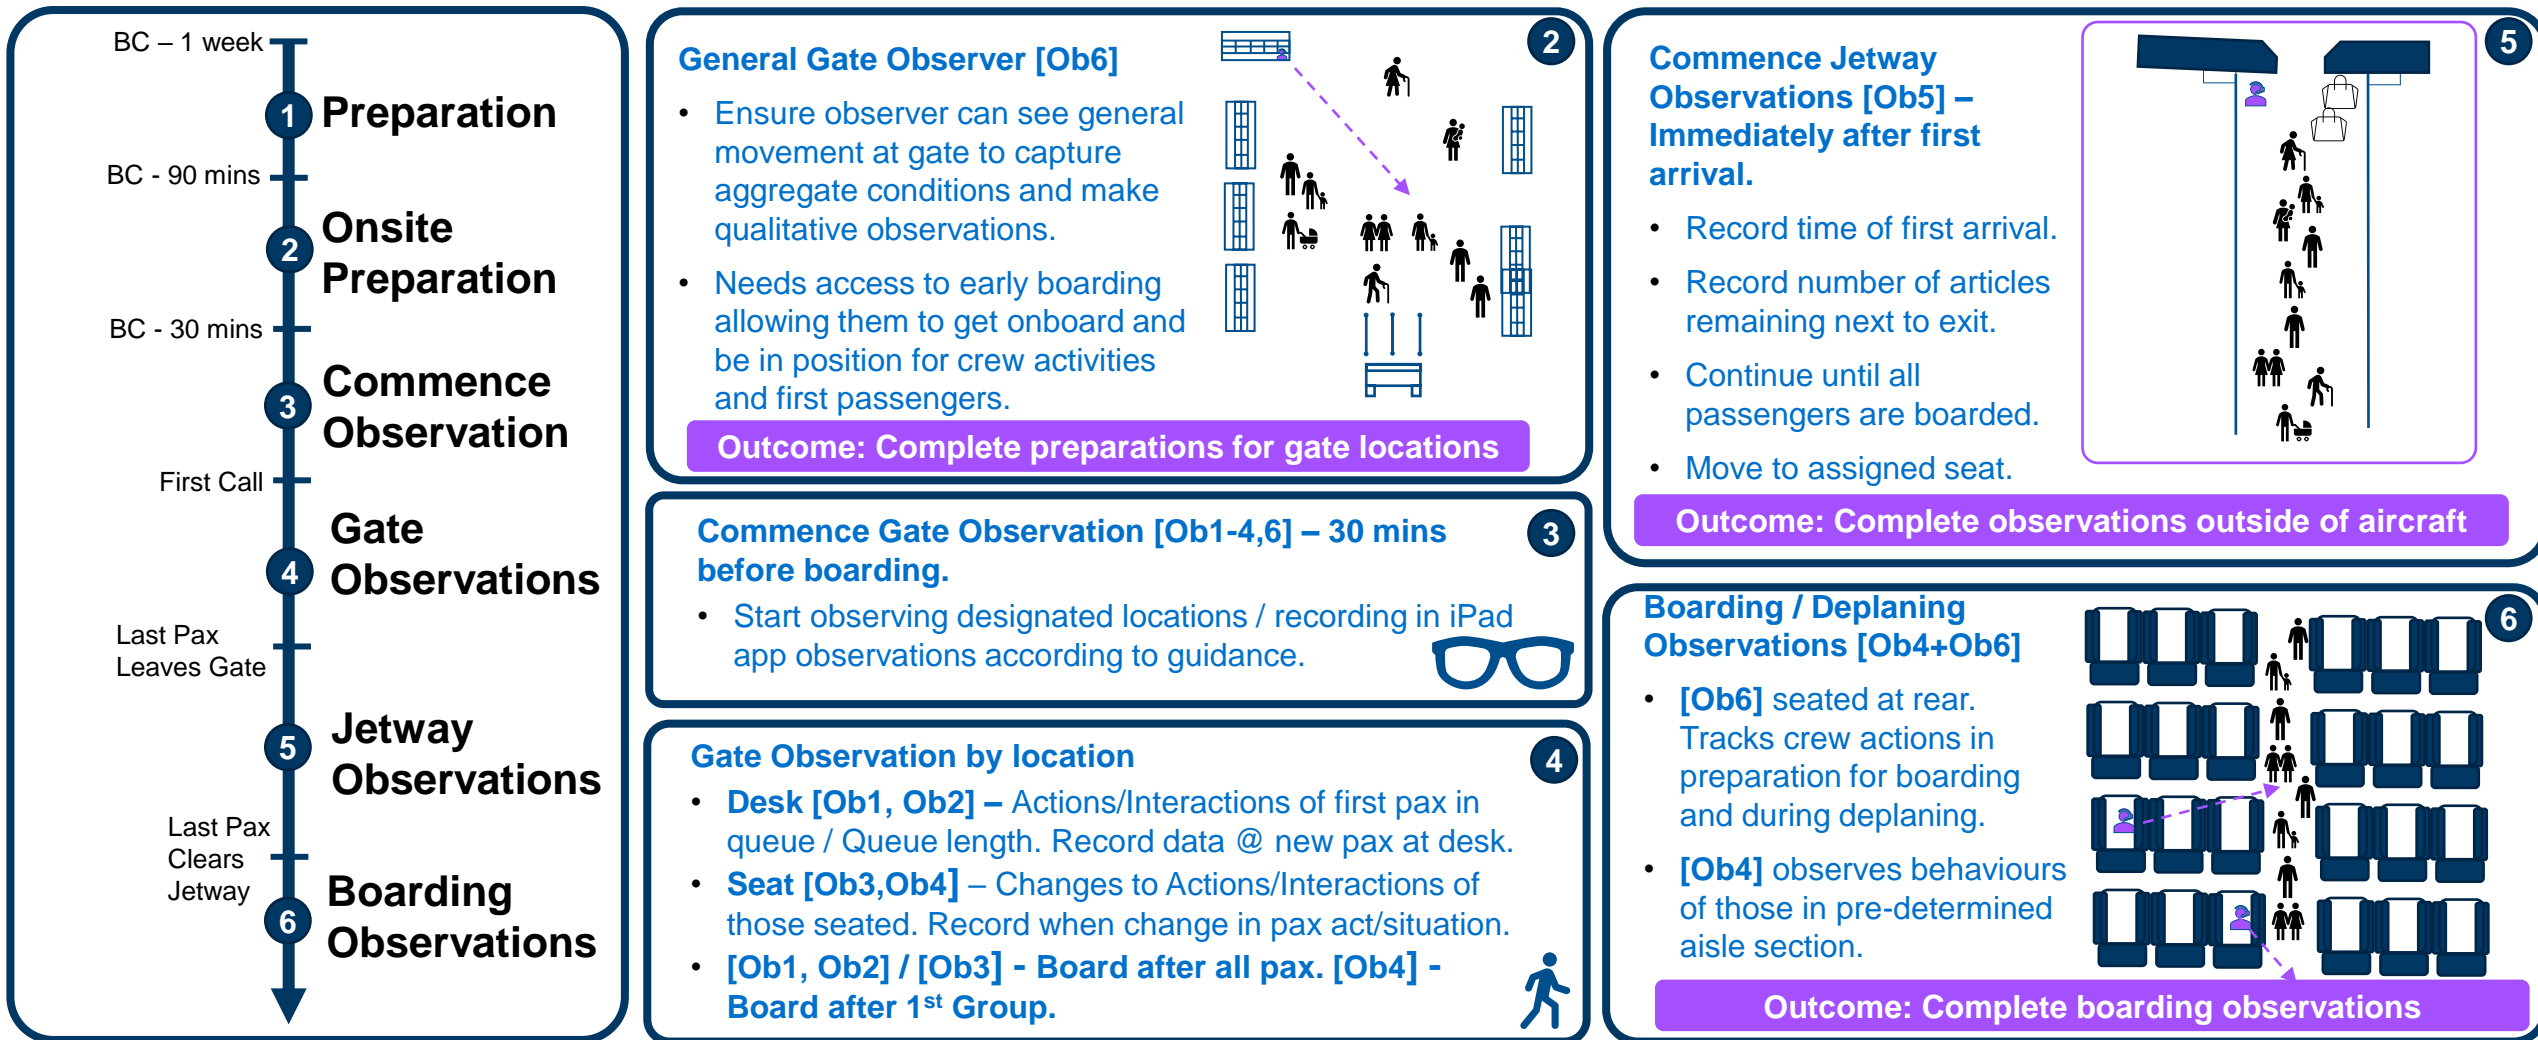 BC – 1 week
1 Preparation
BC - 90 mins
2 Onsite
Preparation
BC - 30 mins
3 Commence
Observation
First Call
4 Gate
Observations
Last Pax
Leaves Gate
5 Jetway
Observations
Last Pax
Clears
Jetway
6 Boarding
Observations
2
General Gate Observer [Ob6]
• Ensure observer can see general
movement at gate to capture
aggregate conditions and make
qualitative observations.
• Needs access to early boarding
allowing them to get onboard and
be in position for crew activities
and first passengers.
Outcome: Complete preparations for gate locations
3
Commence Gate Observation [Ob1-4,6] – 30 mins
before boarding.
• Start observing designated locations / recording in iPad
app observations according to guidance.
4
Gate Observation by location
• Desk [Ob1, Ob2] – Actions/Interactions of first pax in
queue / Queue length. Record data @ new pax at desk.
• Seat [Ob3,Ob4] – Changes to Actions/Interactions of
those seated. Record when change in pax act/situation.
• [Ob1, Ob2] / [Ob3] - Board after all pax. [Ob4] -
Board after 1st Group.
5
Commence Jetway
Observations [Ob5] –
Immediately after first
arrival.
• Record time of first arrival.
• Record number of articles
remaining next to exit.
• Continue until all
passengers are boarded.
• Move to assigned seat.
Outcome: Complete observations outside of aircraft
6
Boarding / Deplaning
Observations [Ob4+Ob6]
• [Ob6] seated at rear.
Tracks crew actions in
preparation for boarding
and during deplaning.
• [Ob4] observes behaviours
of those in pre-determined
aisle section.
Outcome: Complete boarding observations